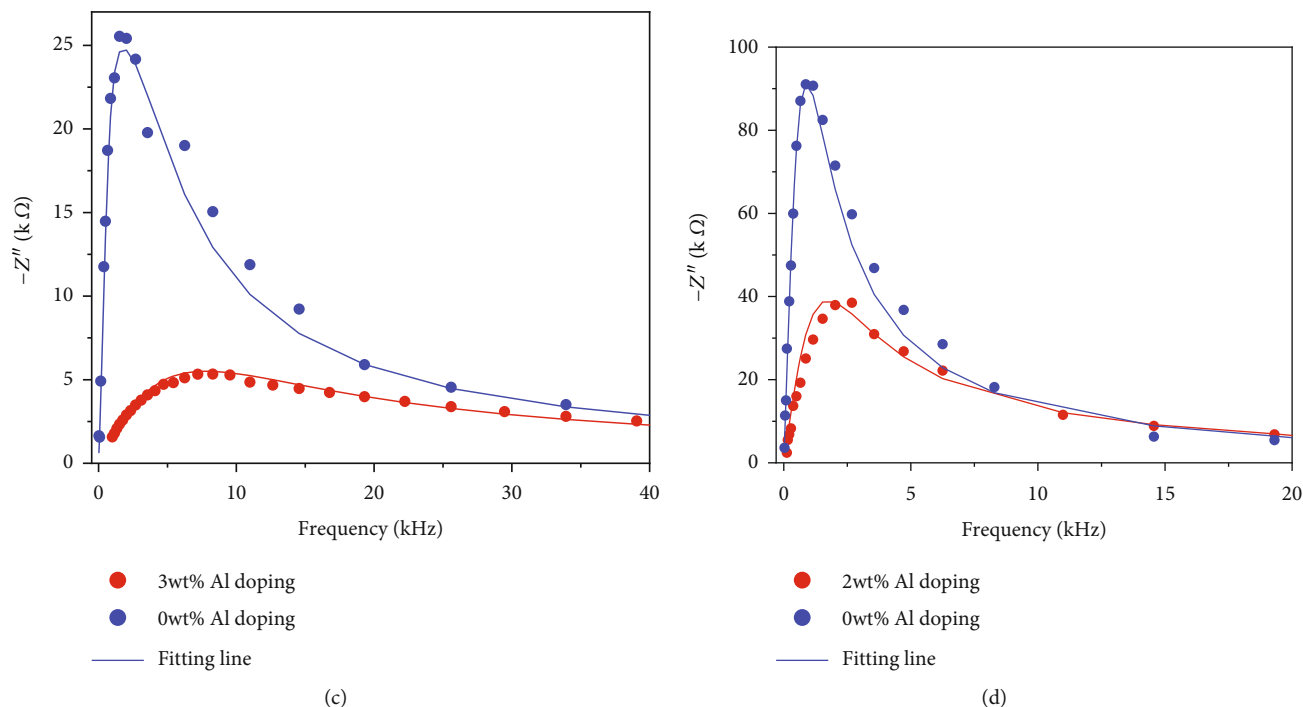 25
20
15
10
5
0
−Z″ (k Ω)
0 10 20 30 40
Frequency (kHz)
3wt% Al doping
0wt% Al doping
Fitting line
(c)
100
80
60
40
20
0
−Z″ (k Ω)
0 5 10 15 20
Frequency (kHz)
2wt% Al doping
0wt% Al doping
Fitting line
(d)